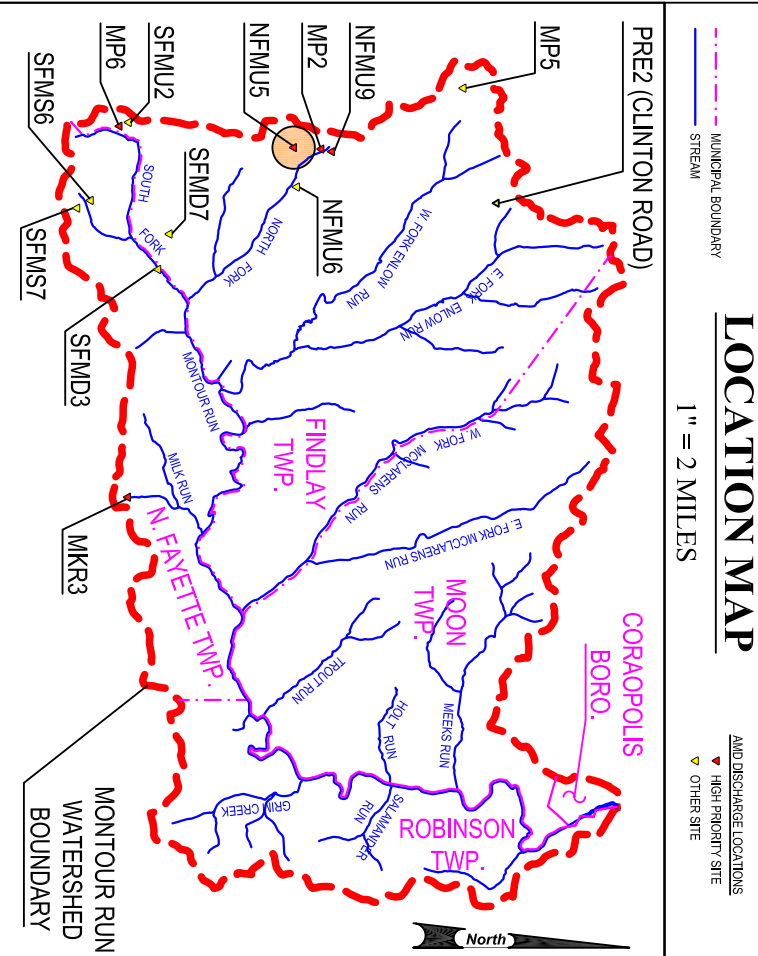 LOCATION MAP
1" = 2 MILES
MUNICIPAL BOUNDARY
STREAM
AMD DISCHARGE LOCATIONS
HIGH PRIORITY SITE
OTHER SITE
PRE2 (CLINTON ROAD)
MP5
NFMU9
MP2
NFMU5
NFMU6
SFMU2
MP6
SFMS6
SFMS7
SFMD7
SFMD3
MKR3
SOUTH
FORK
NORTH
FORK
W. FORK ENLOW
RUN
E. FORK
ENLOW RUN
MONTOUR RUN
FINDLAY
TWP.
W. FORK
MCCLARENS
RUN
E. FORK MCCLARENS RUN
MILK RUN
N. FAYETTE TWP.
MOON
TWP.
CORAOPOLIS
BORO.
MEEKS RUN
TROUT RUN
HOLT
RUN
SALAMANDER
RUN
GRIN CREEK
ROBINSON
TWP.
MONTOUR RUN
WATERSHED
BOUNDARY
North